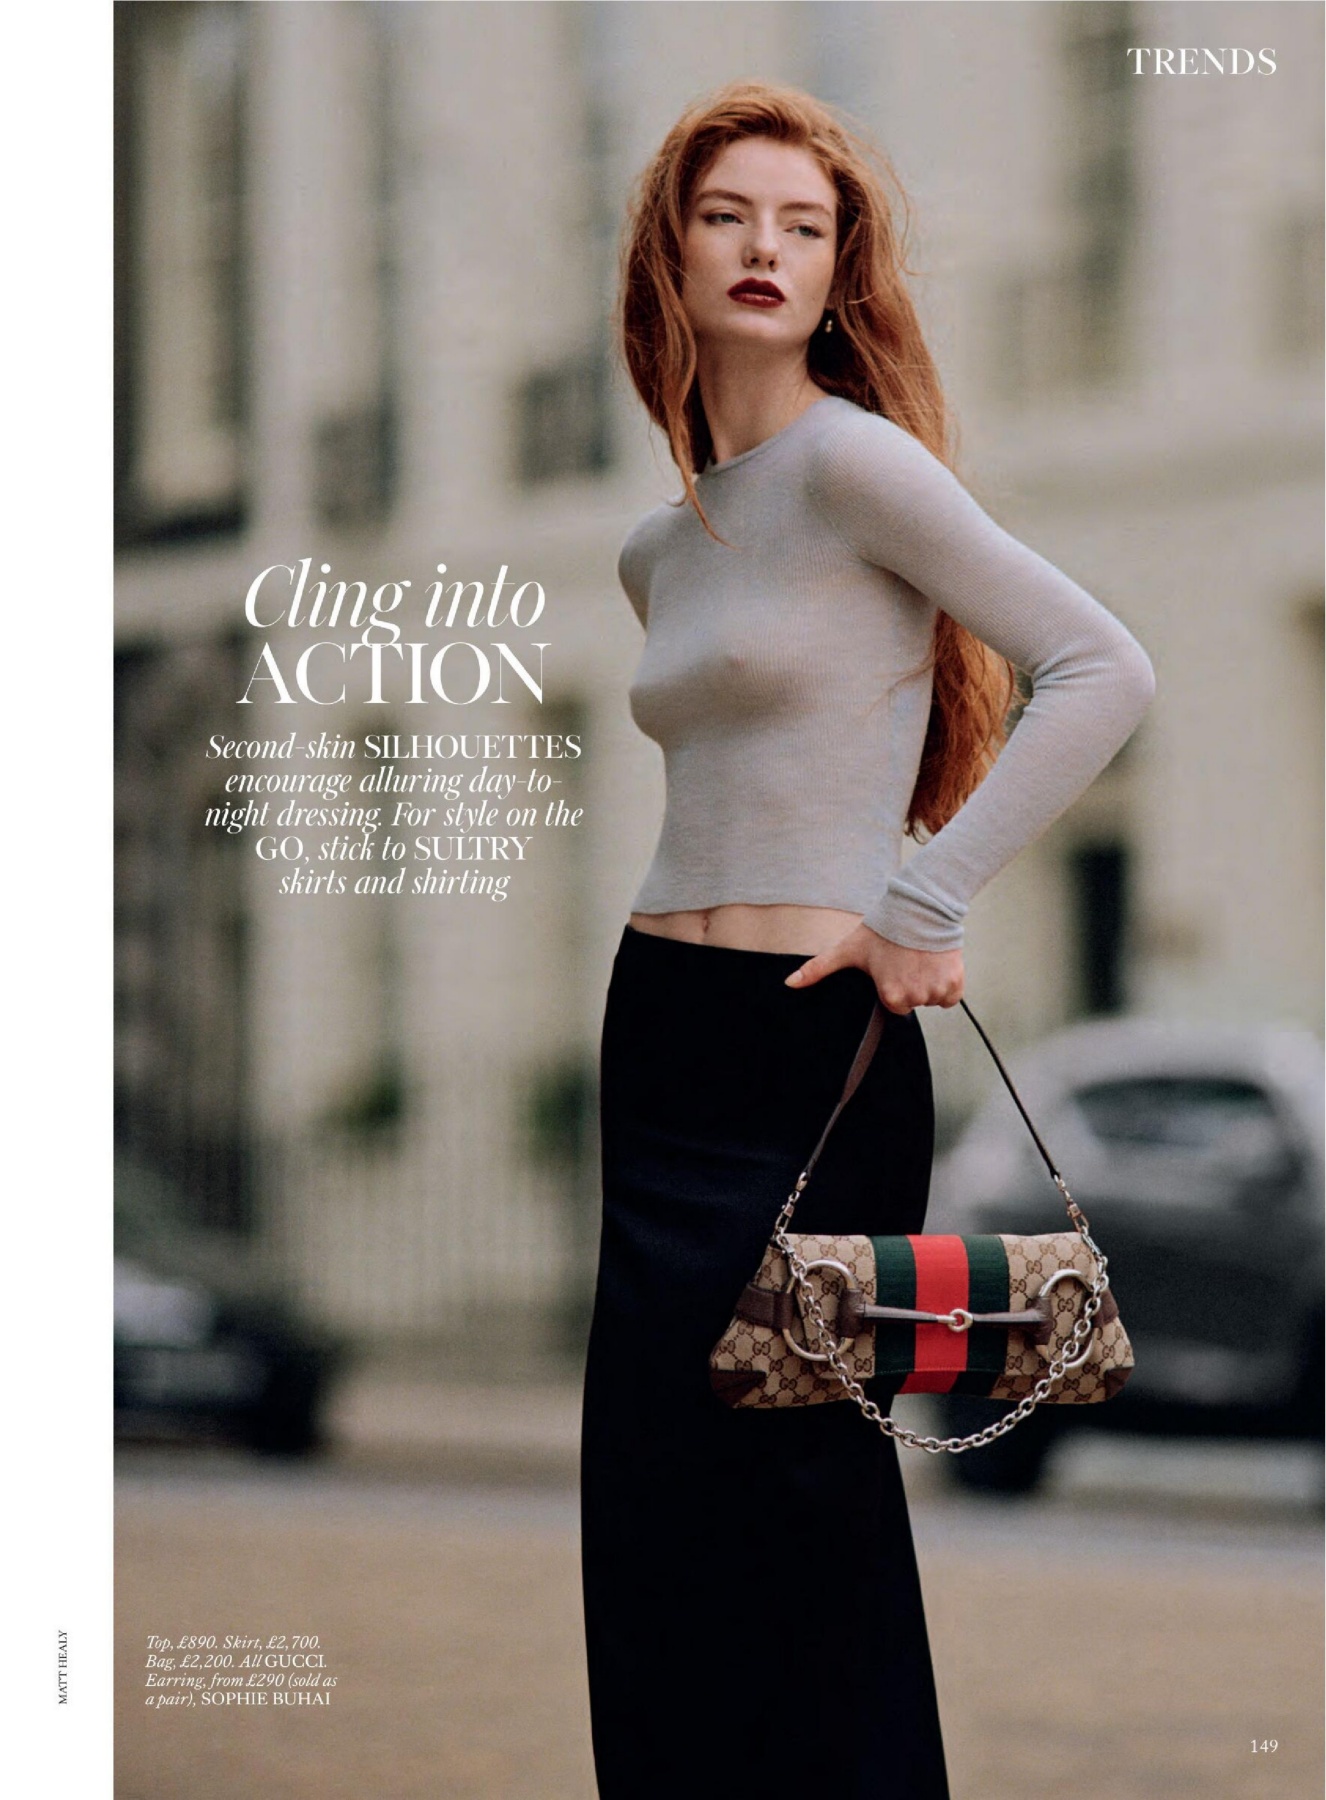 TRENDS
Cling into
ACTION
Second-skin SILHOUETTES
encourage alluring day-to-
night dressing. For style on the
GO, stick to SULTRY
skirts and shirting
MATT HEALY
Top, £890. Skirt, £2,700.
Bag, £2,200. All GUCCI.
Earring, from £290 (sold as
a pair), SOPHIE BUHAI
149